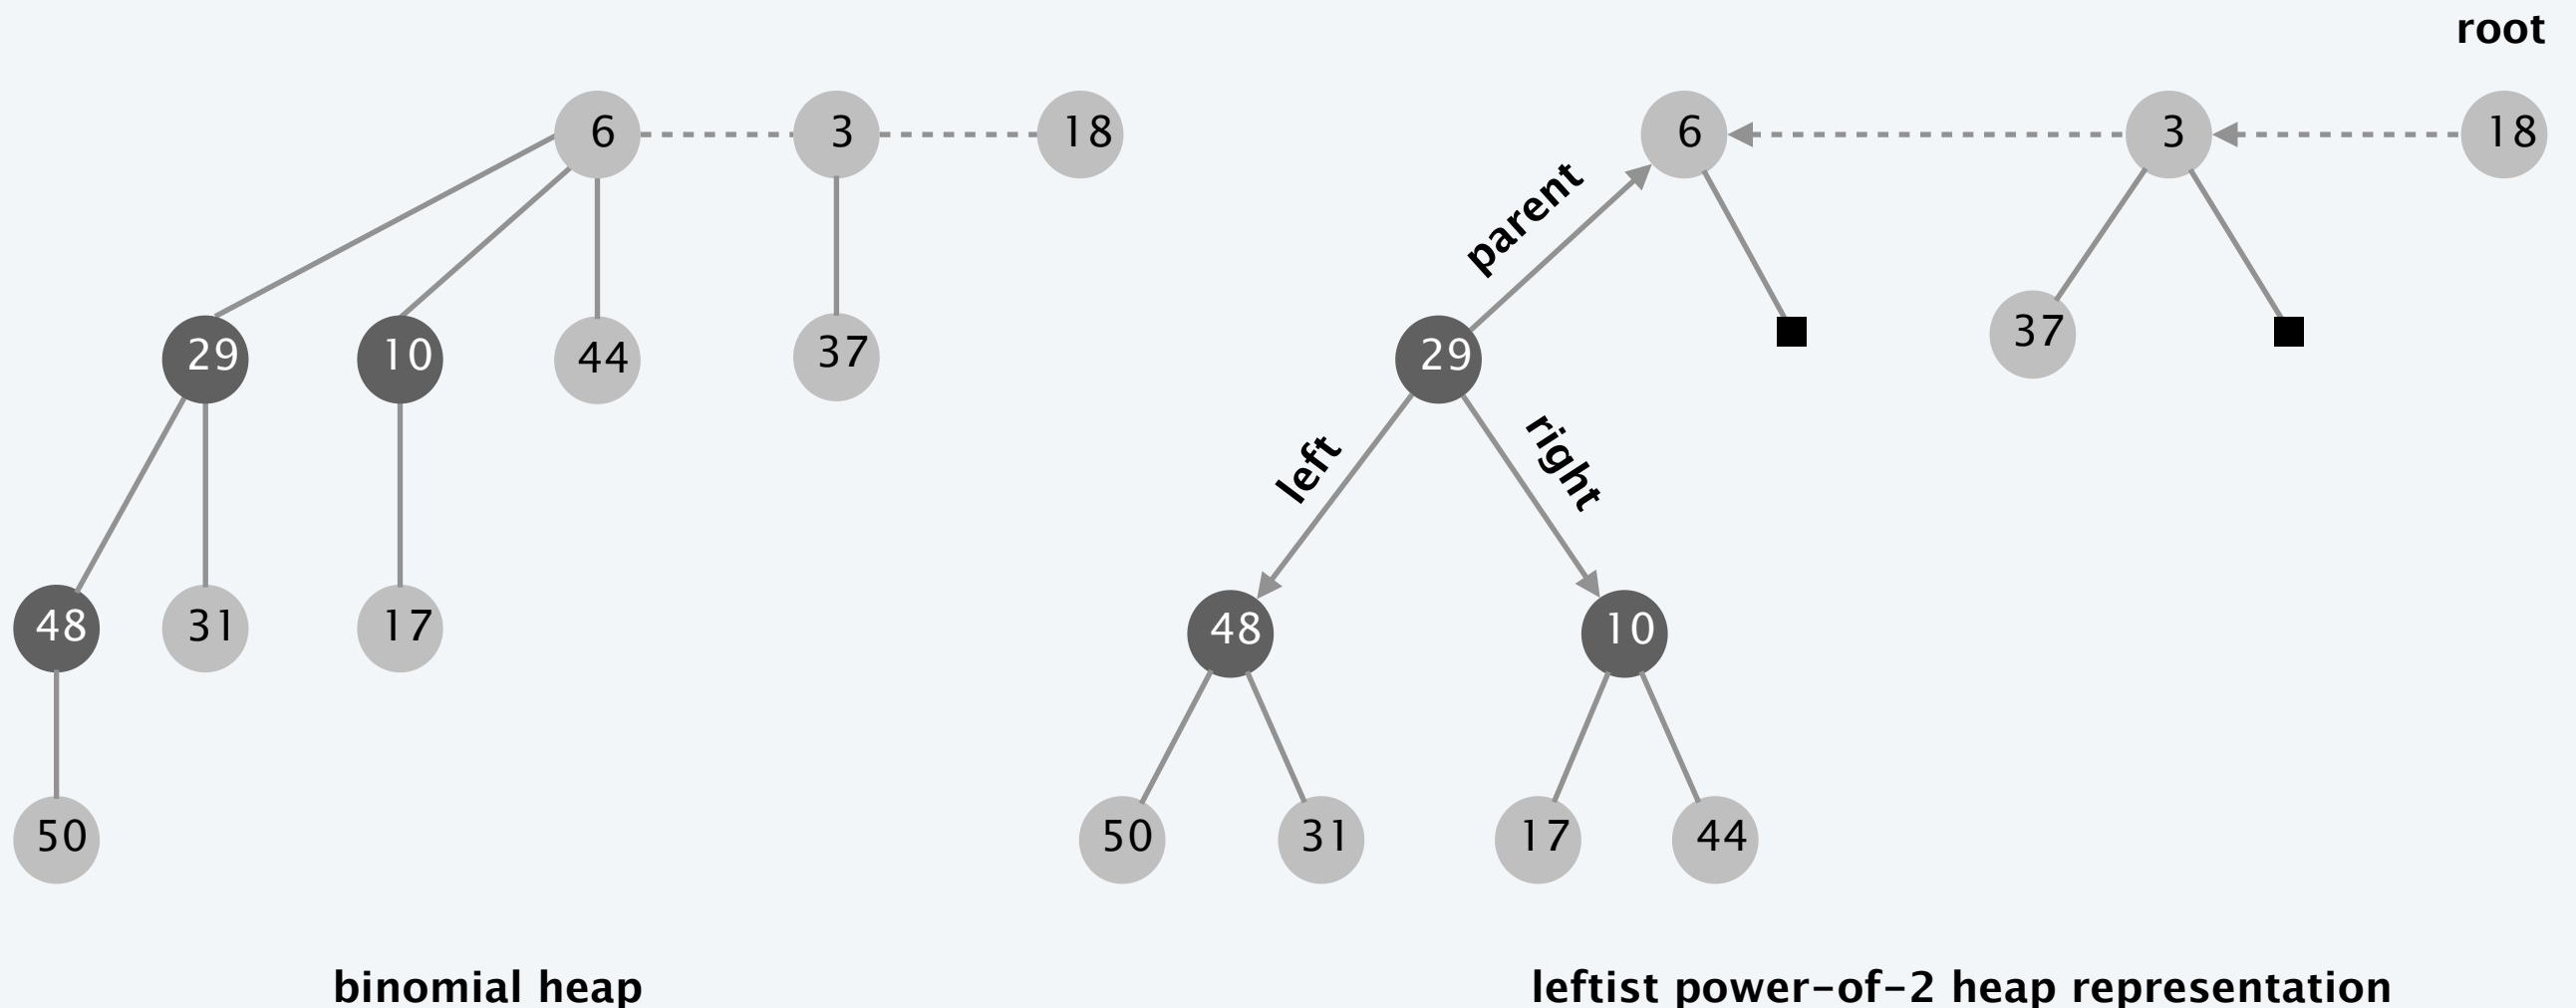 root
6 3 18
6 3 18
parent
29 10 44 37
29 37
left right
48 31 17
48 10
50
50 31 17 44
binomial heap
leftist power-of-2 heap representation